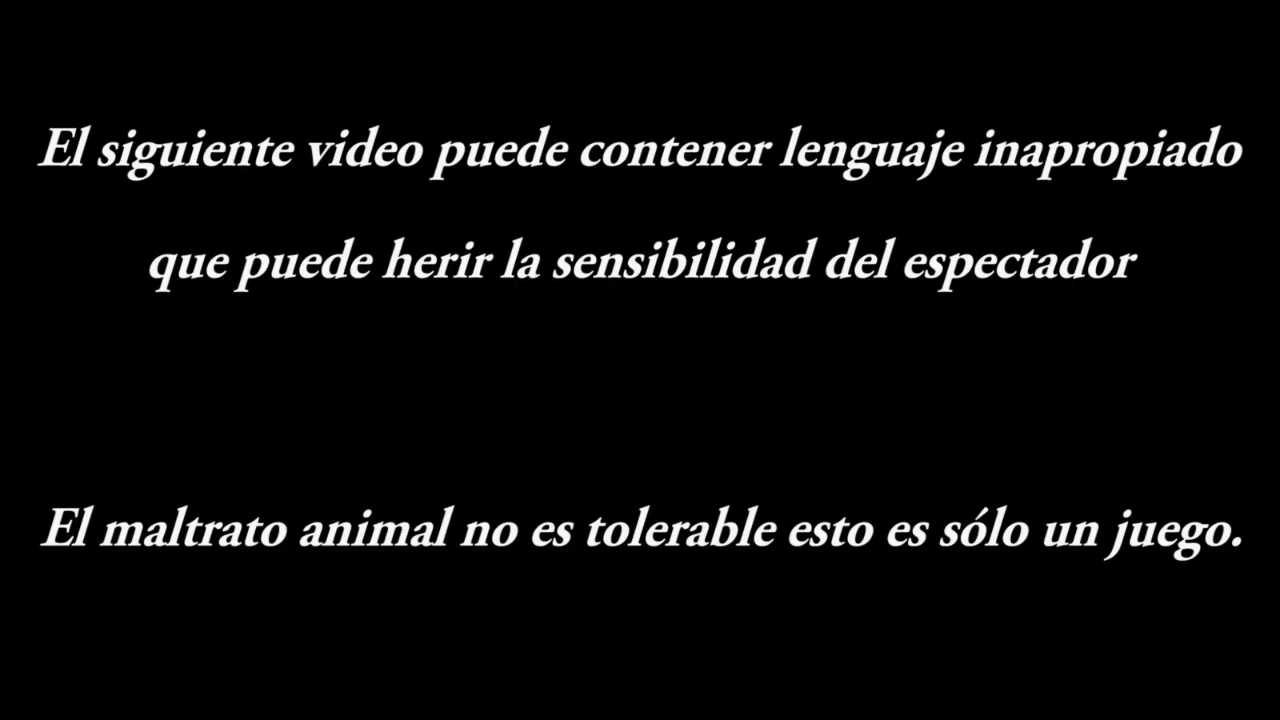 El siguiente video puede contener lenguaje inapropiado
que puede herir la sensibilidad del espectador
El maltrato animal no es tolerable esto es sólo un juego.